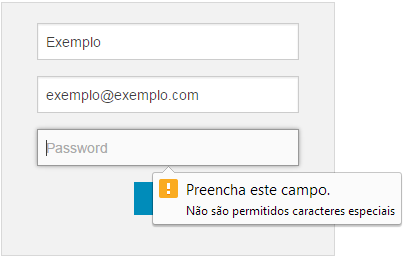 Exemplo
exemplo@exemplo.com
Password
Preencha este campo.
Não são permitidos caracteres especiais